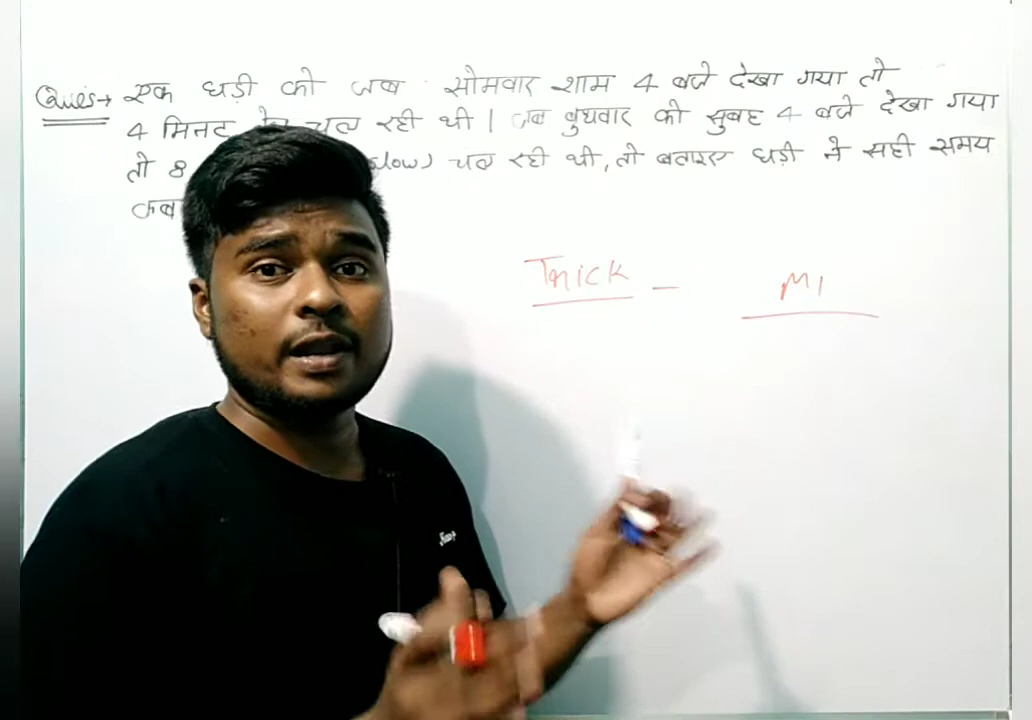 Ques→ एक घड़ी को जब सोमवार शाम 4 बजे देखा गया तो
4 मिनट चल रही थी | जब बुधवार को सुबह 4 बजे देखा गया
तो 8 slow) चल रही थी, तो बताइए घड़ी ने सही समय
कब
Trick – M1